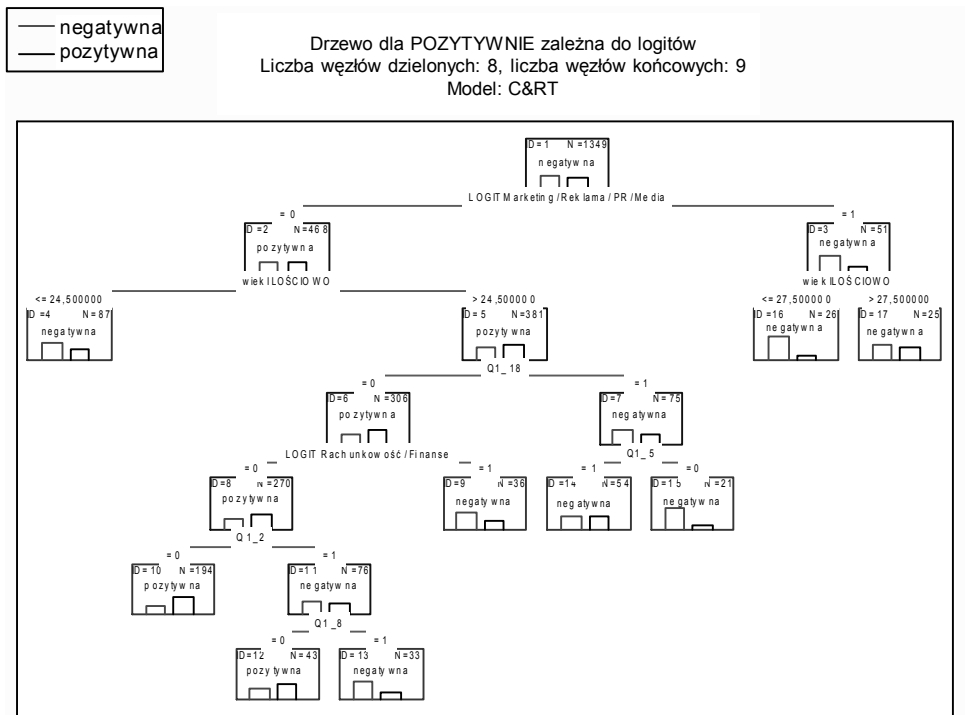 negatywna
pozytywna
Drzewo dla POZYTYWNIE zależna do logitów
Liczba węzłów dzielonych: 8, liczba węzłów końcowych: 9
Model: C&RT
ID=1 N=1349
negatywna
LOGIT Marketing/Reklama/PR/Media
= 0 = 1
ID=2 N=468 ID=3 N=51
pozytywna negatywna
wiek ILOŚCIOWO wiek ILOŚCIOWO
<= 24,500000 > 24,500000 <= 27,500000 > 27,500000
ID=4 N=87 ID=5 N=381 ID=16 N=26 ID=17 N=25
negatywna pozytywna negatywna negatywna
Q1_18
= 0 = 1
ID=6 N=306 ID=7 N=75
pozytywna negatywna
LOGIT Rachunkowość/Finanse Q1_5
= 0 = 1 = 1 = 0
ID=8 N=270 ID=9 N=36 ID=14 N=54 ID=15 N=21
pozytywna negatywna negatywna negatywna
Q1_2
= 0 = 1
ID=10 N=194 ID=11 N=76
pozytywna negatywna
Q1_8
= 0 = 1
ID=12 N=43 ID=13 N=33
pozytywna negatywna